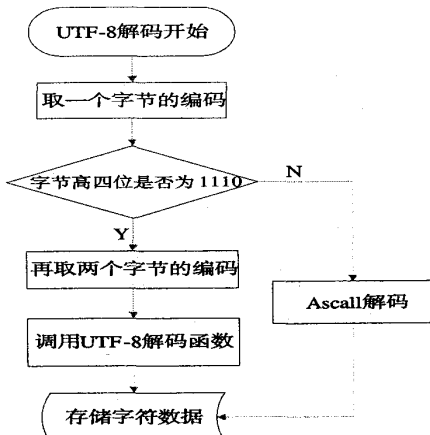 UTF-8解码开始
取一个字节的编码
字节高四位是否为1110
N
Y
再取两个字节的编码
Ascall解码
调用UTF-8解码函数
存储字符数据